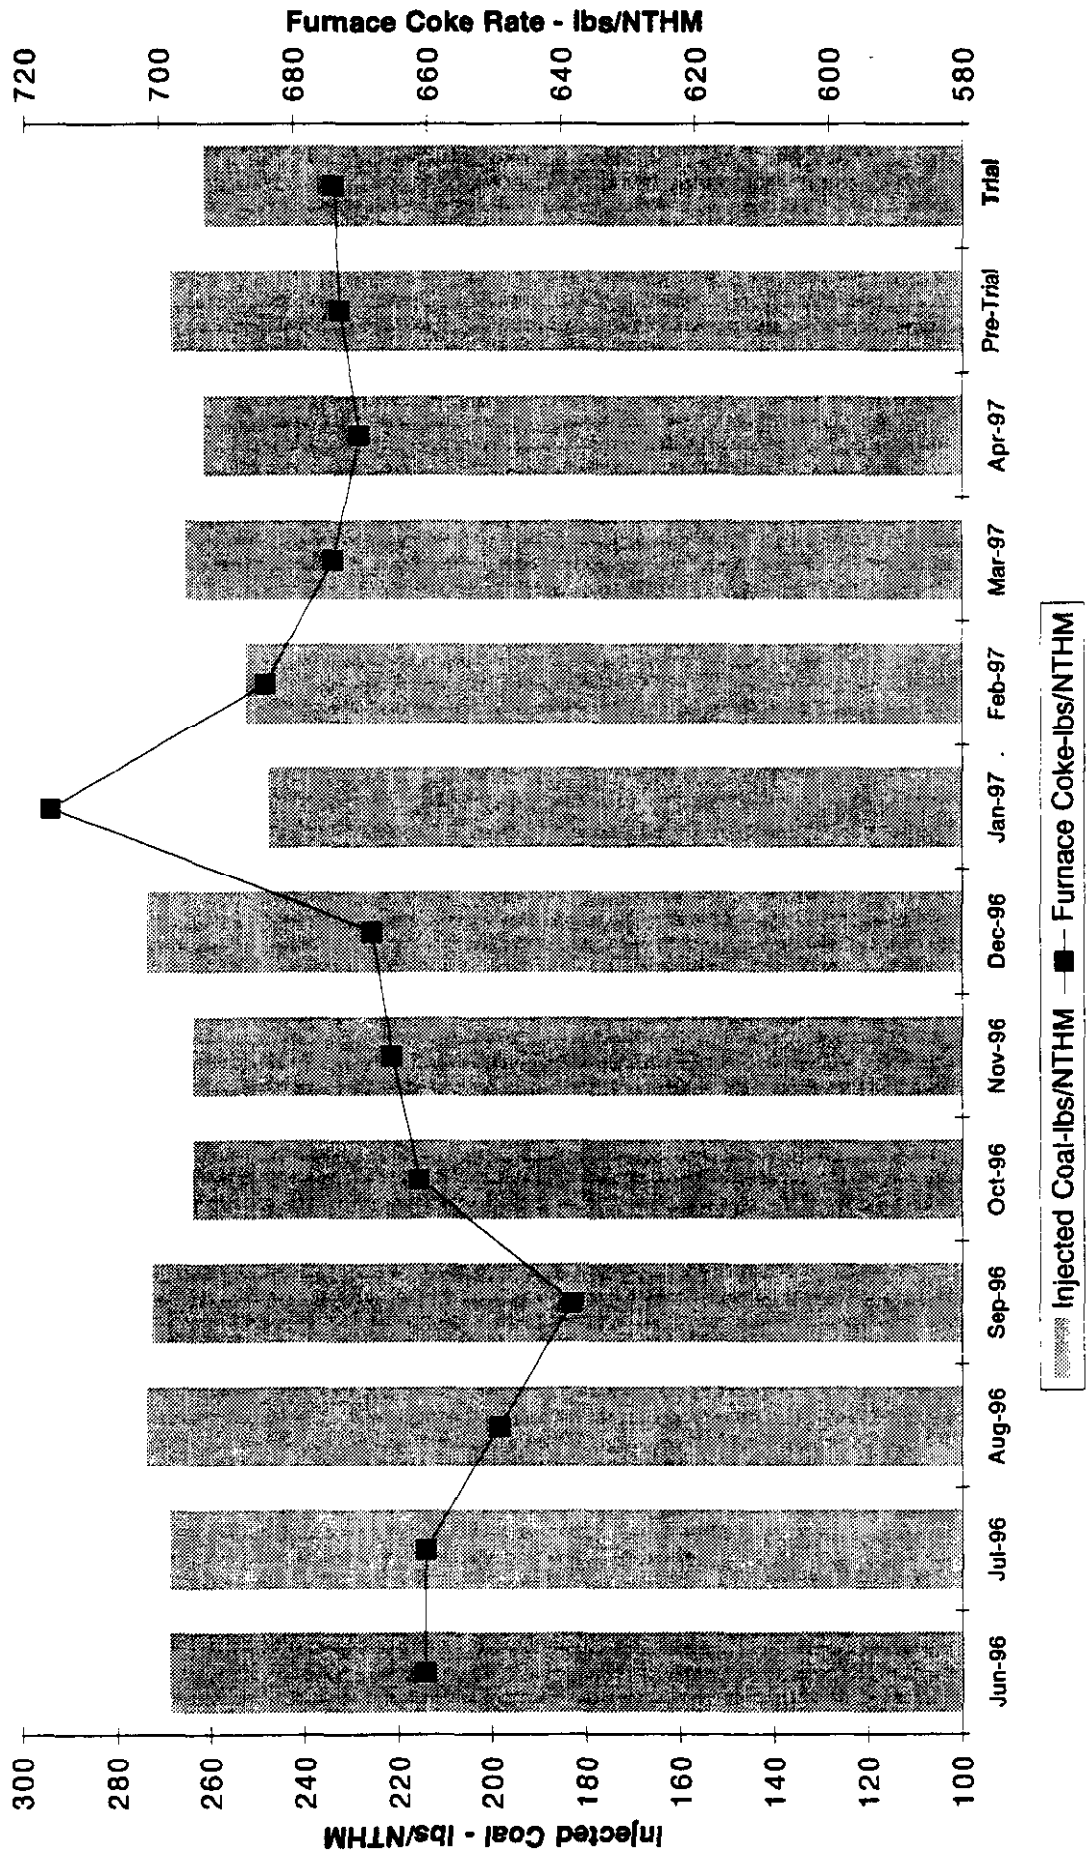 Injected Coal - lbs/NTHM
300
280
260
240
220
200
180
160
140
120
100
Furnace Coke Rate - lbs/NTHM
720
700
680
660
640
620
600
580
Jun-96
Jul-96
Aug-96
Sep-96
Oct-96
Nov-96
Dec-96
Jan-97
Feb-97
Mar-97
Apr-97
Pre-Trial
Trial
Injected Coal-lbs/NTHM Furnace Coke-lbs/NTHM